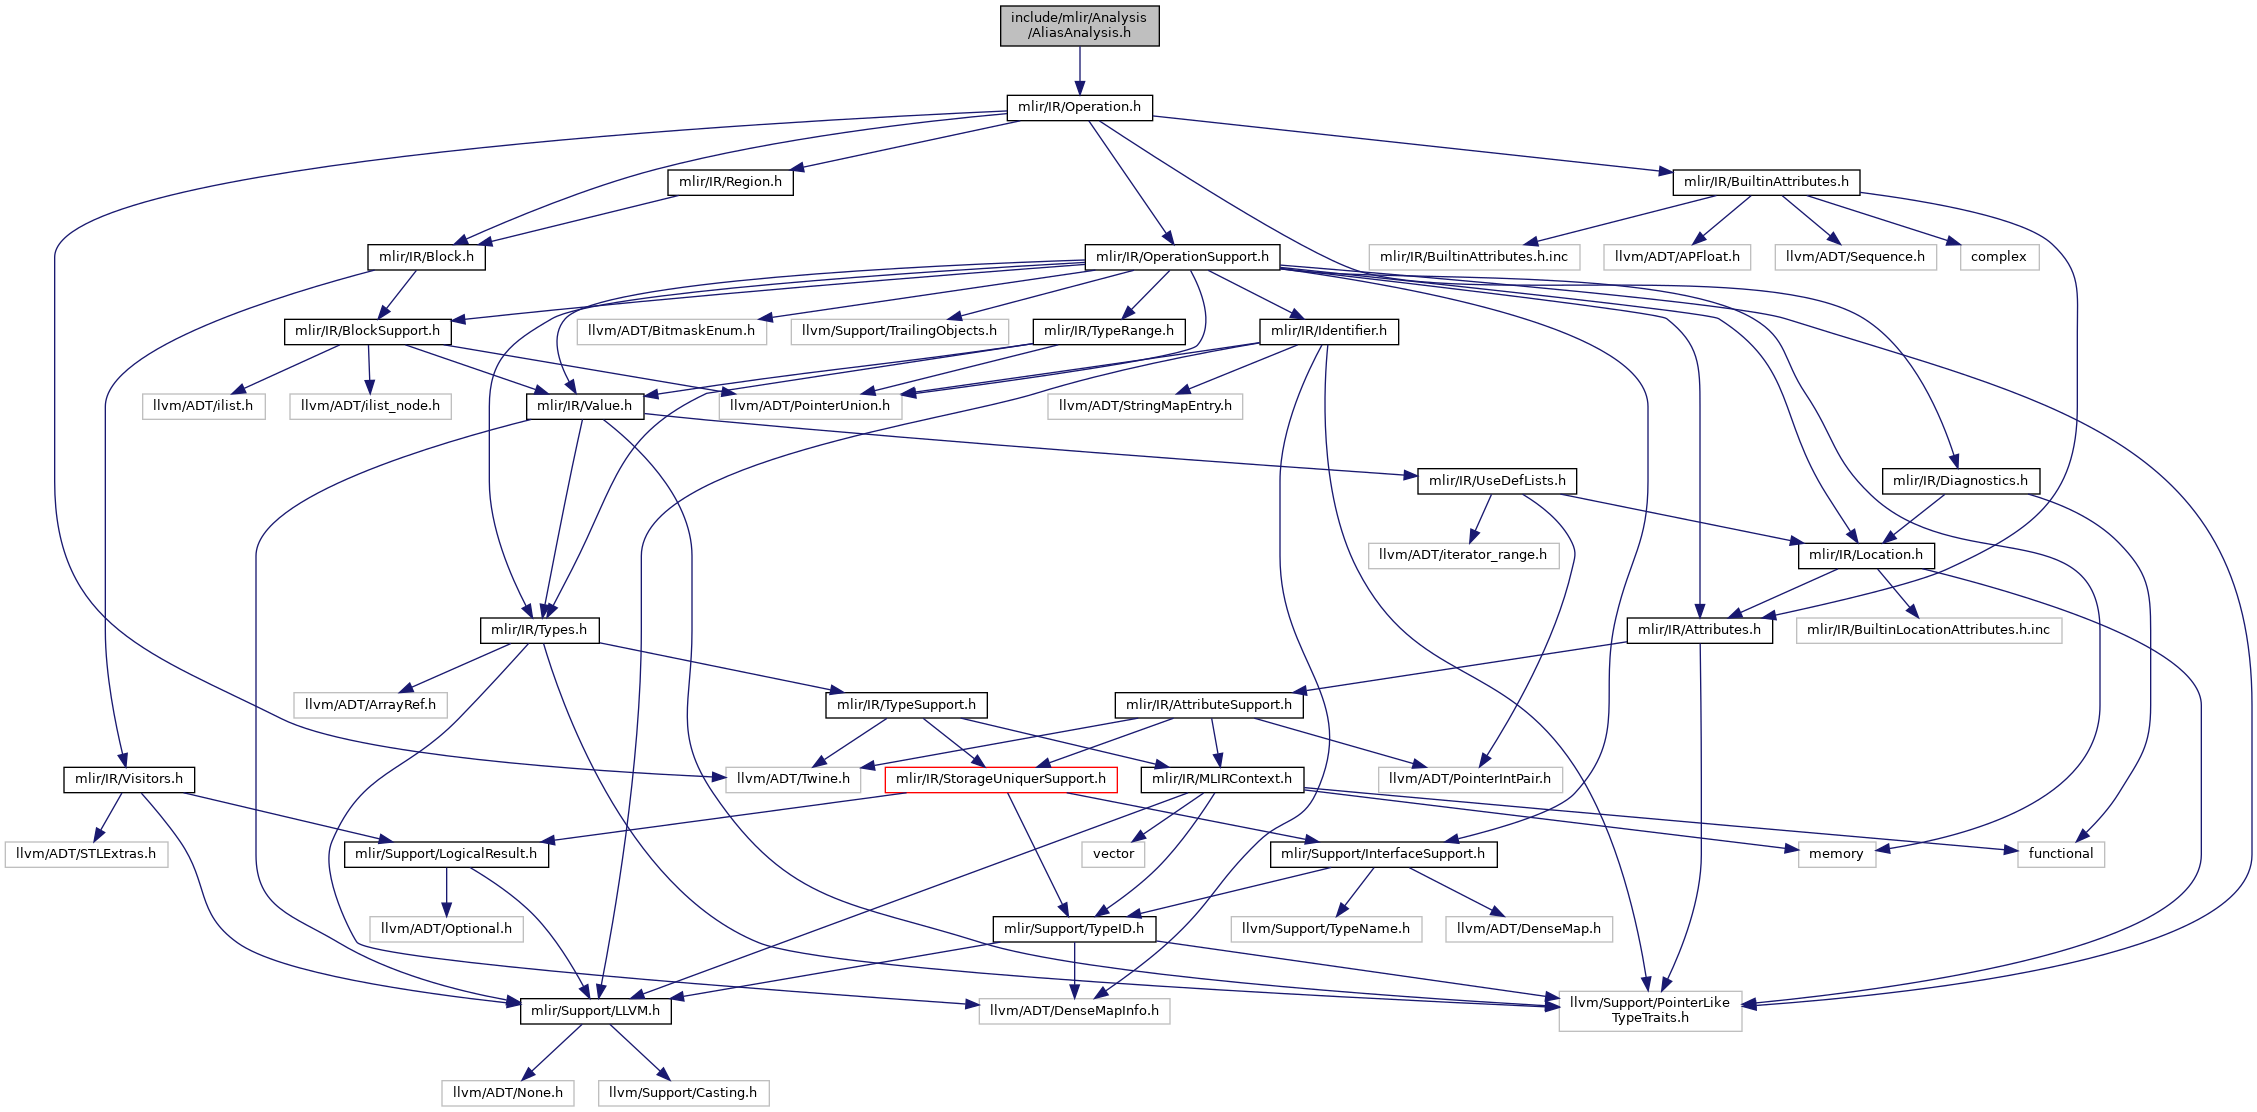 include/mlir/Analysis
/AliasAnalysis.h
mlir/IR/Operation.h
mlir/IR/Region.h
mlir/IR/BuiltinAttributes.h
mlir/IR/Block.h
mlir/IR/OperationSupport.h
mlir/IR/BuiltinAttributes.h.inc
llvm/ADT/APFloat.h
llvm/ADT/Sequence.h
complex
mlir/IR/BlockSupport.h
llvm/ADT/BitmaskEnum.h
llvm/Support/TrailingObjects.h
mlir/IR/TypeRange.h
mlir/IR/Identifier.h
llvm/ADT/ilist.h
llvm/ADT/ilist_node.h
mlir/IR/Value.h
llvm/ADT/PointerUnion.h
llvm/ADT/StringMapEntry.h
mlir/IR/UseDefLists.h
mlir/IR/Diagnostics.h
llvm/ADT/iterator_range.h
mlir/IR/Location.h
mlir/IR/Types.h
mlir/IR/Attributes.h
mlir/IR/BuiltinLocationAttributes.h.inc
llvm/ADT/ArrayRef.h
mlir/IR/TypeSupport.h
mlir/IR/AttributeSupport.h
mlir/IR/Visitors.h
llvm/ADT/Twine.h
mlir/IR/StorageUniquerSupport.h
mlir/IR/MLIRContext.h
llvm/ADT/PointerIntPair.h
llvm/ADT/STLExtras.h
mlir/Support/LogicalResult.h
vector
mlir/Support/InterfaceSupport.h
memory
functional
llvm/ADT/Optional.h
mlir/Support/TypeID.h
llvm/Support/TypeName.h
llvm/ADT/DenseMap.h
mlir/Support/LLVM.h
llvm/ADT/DenseMapInfo.h
llvm/Support/PointerLike
TypeTraits.h
llvm/ADT/None.h
llvm/Support/Casting.h